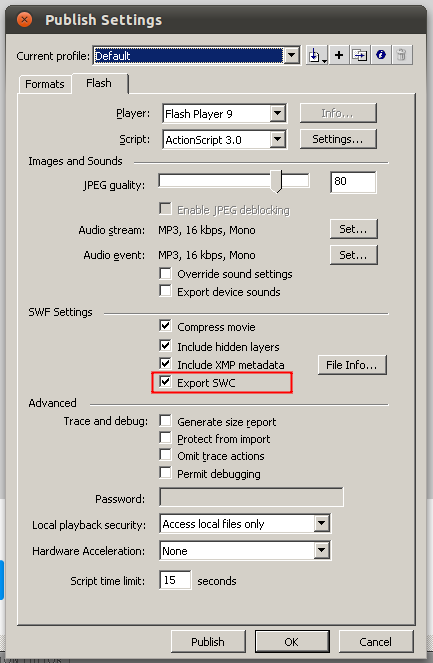 Publish Settings
Current profile: Default
Formats Flash
Player: Flash Player 9 Info...
Script: ActionScript 3.0 Settings...
Images and Sounds
JPEG quality: 80
Enable JPEG deblocking
Audio stream: MP3, 16 kbps, Mono Set...
Audio event: MP3, 16 kbps, Mono Set...
Override sound settings
Export device sounds
SWF Settings
Compress movie
Include hidden layers
Include XMP metadata File Info...
Export SWC
Advanced
Trace and debug: Generate size report
Protect from import
Omit trace actions
Permit debugging
Password:
Local playback security: Access local files only
Hardware Acceleration: None
Script time limit: 15 seconds
Publish OK Cancel